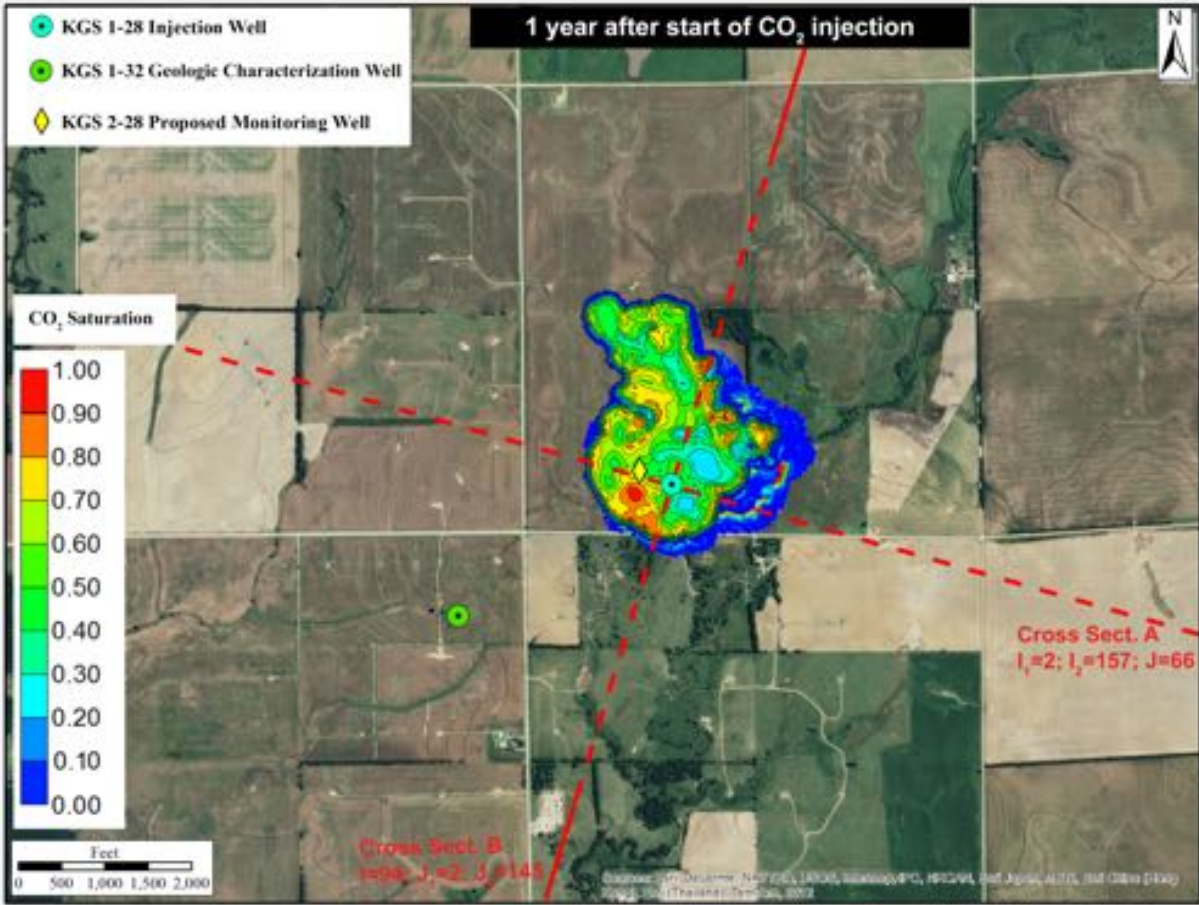 KGS 1-28 Injection Well
KGS 1-32 Geologic Characterization Well
KGS 2-28 Proposed Monitoring Well
1 year after start of CO₂ injection
N
CO₂ Saturation
1.00
0.90
0.80
0.70
0.60
0.50
0.40
0.30
0.20
0.10
0.00
Cross Sect. A
I₁=2; I₂=157; J=66
Cross Sect. B
Feet
0 500 1,000 1,500 2,000